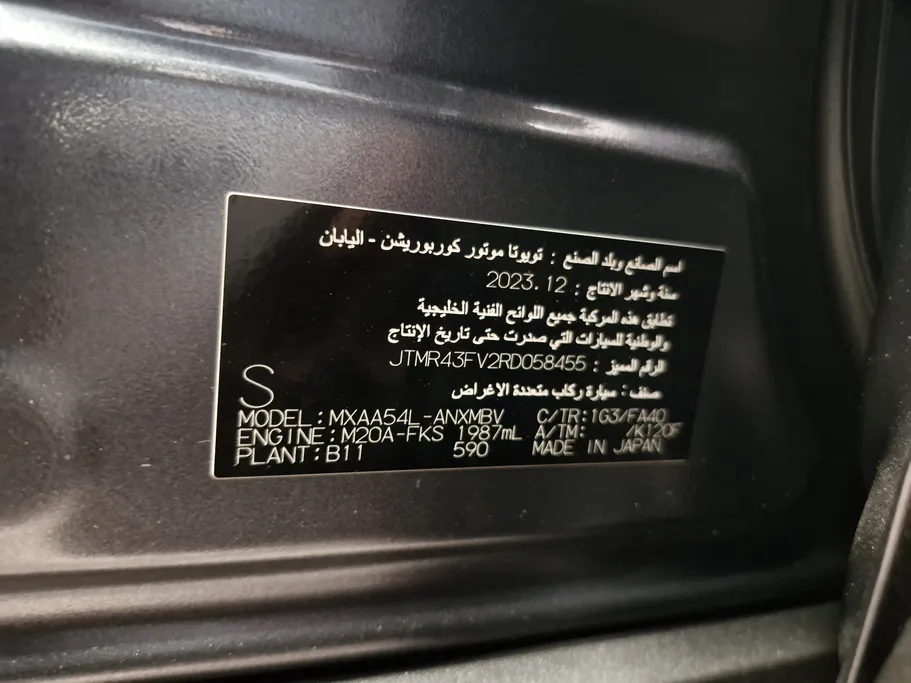 اسم الصانع وبلد الصنع : تويوتا موتور كوربوريشن - اليابان
سنة وشهر الانتاج : 2023.12
تطابق هذه المركبة جميع اللوائح الفنية الخليجية
والوطنية للسيارات التي صدرت حتى تاريخ الإنتاج
الرقم المميز : JTMR43FV2RD058455
صنف : سيارة ركاب متعددة الاغراض
S
MODEL:MXAA54L-ANXMBV C/TR:1G3/FA40
ENGINE:M20A-FKS 1987mL A/TM: /K120F
PLANT:B11 590 MADE IN JAPAN